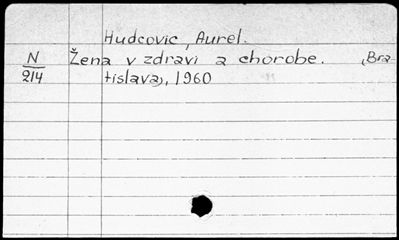 Hudcovic, Aurel.
N Žena v zdraví a chorobe. (Bra-
214 tislava), 1960